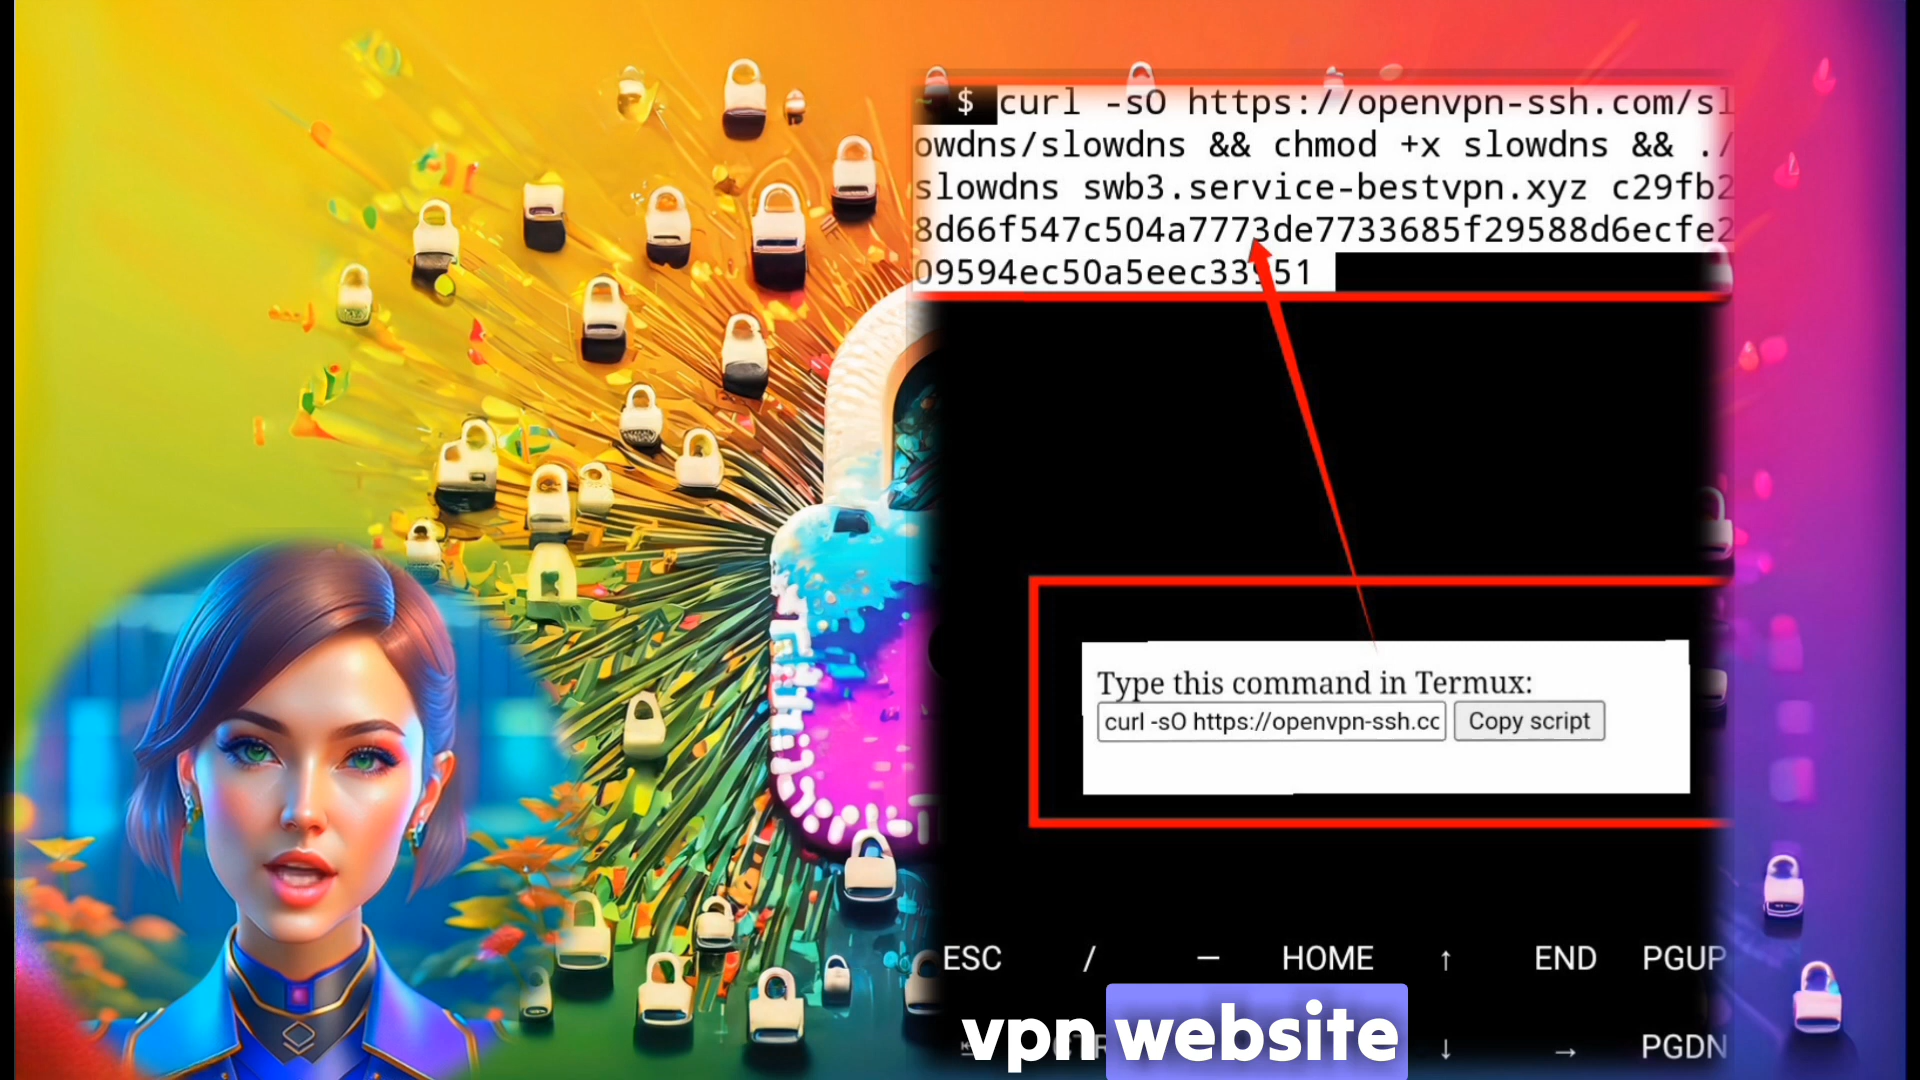 ~ $ curl -sO https://openvpn-ssh.com/sl
owdns/slowdns && chmod +x slowdns && ./
slowdns swb3.service-bestvpn.xyz c29fb2
8d66f547c504a7773de7733685f29588d6ecfe2
09594ec50a5eec33951
Type this command in Termux:
curl -sO https://openvpn-ssh.cc Copy script
ESC / — HOME ↑ END PGUP
vpn website
↓ → PGDN